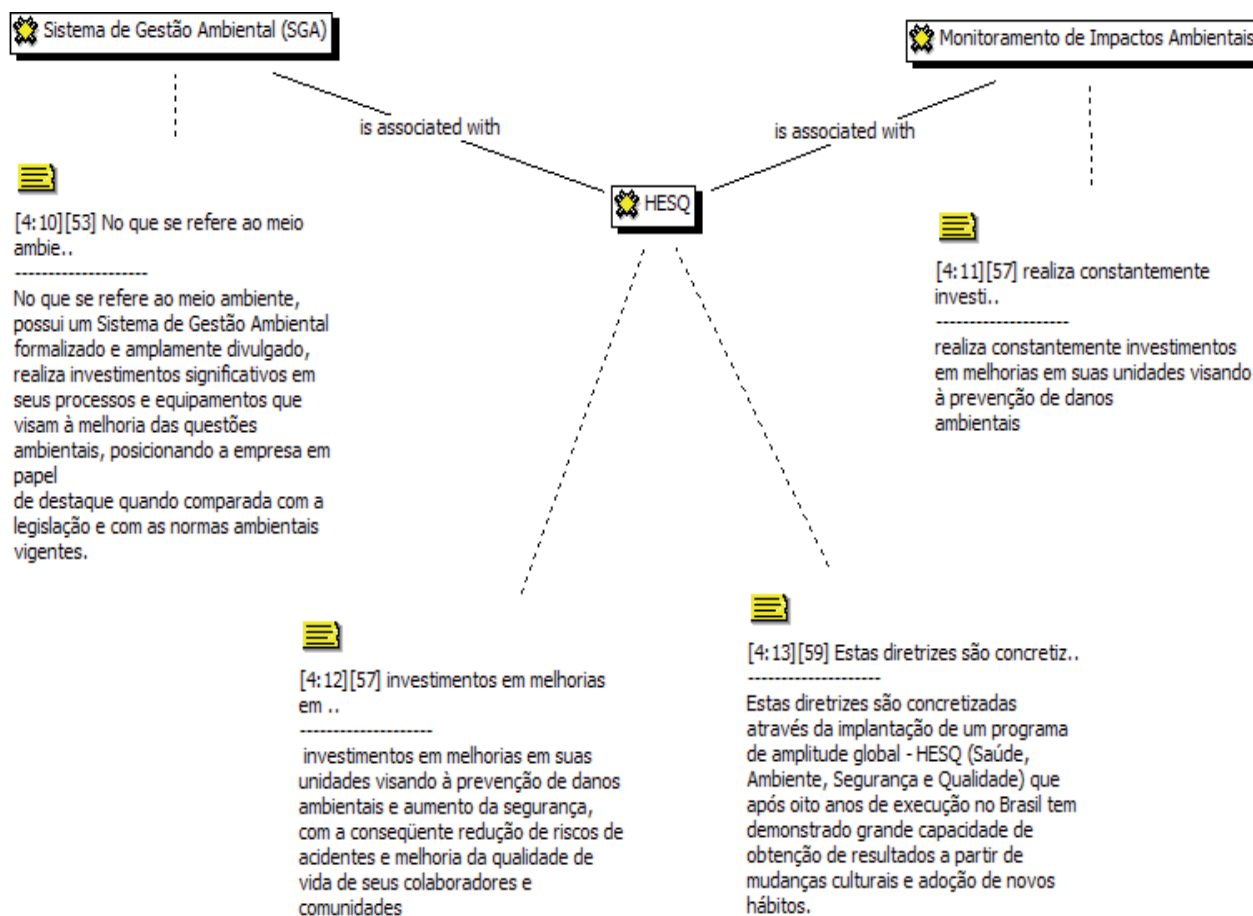 Sistema de Gestão Ambiental (SGA)
Monitoramento de Impactos Ambientais
is associated with
is associated with
HESQ
[4:10][53] No que se refere ao meio
ambie..
--------------------
No que se refere ao meio ambiente,
possui um Sistema de Gestão Ambiental
formalizado e amplamente divulgado,
realiza investimentos significativos em
seus processos e equipamentos que
visam à melhoria das questões
ambientais, posicionando a empresa em
papel
de destaque quando comparada com a
legislação e com as normas ambientais
vigentes.
[4:11][57] realiza constantemente
investi..
--------------------
realiza constantemente investimentos
em melhorias em suas unidades visando
à prevenção de danos
ambientais
[4:12][57] investimentos em melhorias
em ..
--------------------
investimentos em melhorias em suas
unidades visando à prevenção de danos
ambientais e aumento da segurança,
com a conseqüente redução de riscos de
acidentes e melhoria da qualidade de
vida de seus colaboradores e
comunidades
[4:13][59] Estas diretrizes são concretiz..
--------------------
Estas diretrizes são concretizadas
através da implantação de um programa
de amplitude global - HESQ (Saúde,
Ambiente, Segurança e Qualidade) que
após oito anos de execução no Brasil tem
demonstrado grande capacidade de
obtenção de resultados a partir de
mudanças culturais e adoção de novos
hábitos.